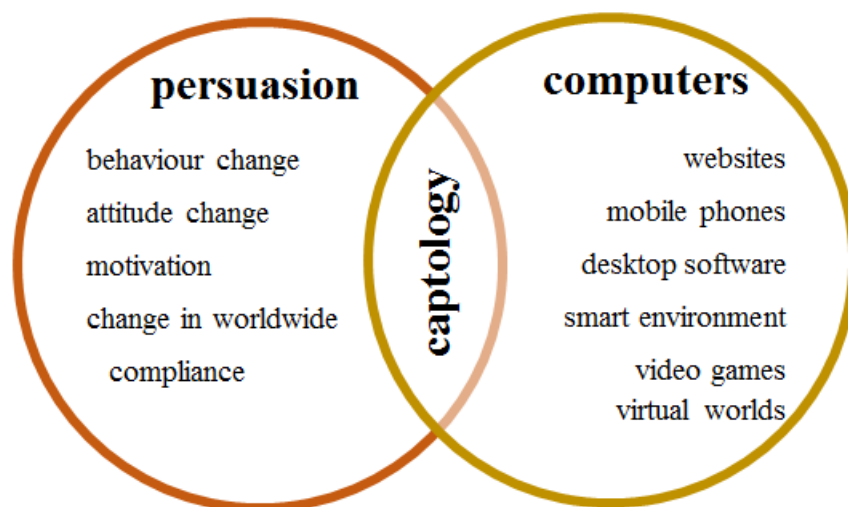 persuasion
behaviour change
attitude change
motivation
change in worldwide
compliance
captology
computers
websites
mobile phones
desktop software
smart environment
video games
virtual worlds